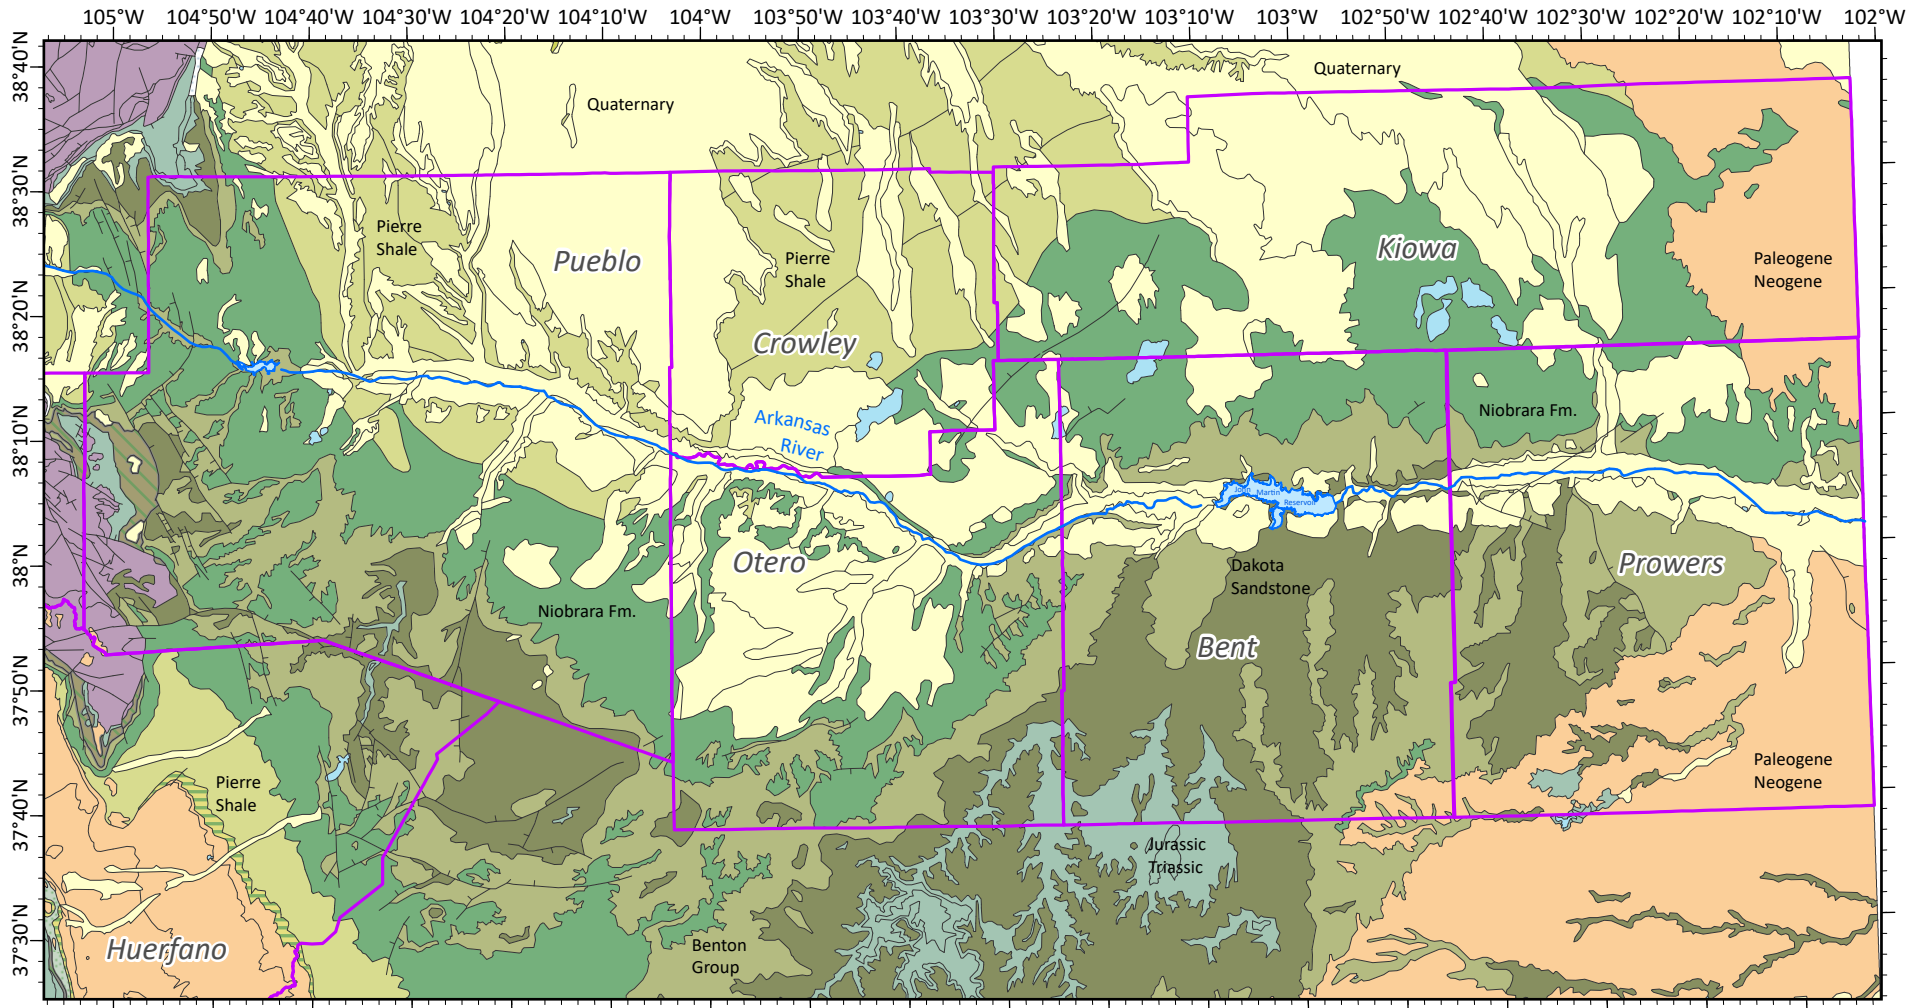 105°W 104°50'W 104°40'W 104°30'W 104°20'W 104°10'W 104°W 103°50'W 103°40'W 103°30'W 103°20'W 103°10'W 103°W 102°50'W 102°40'W 102°30'W 102°20'W 102°10'W 102°W
38°40'N
38°30'N
38°20'N
38°10'N
38°N
37°50'N
37°40'N
37°30'N
Quaternary
Quaternary
Pierre
Shale
Pueblo
Pierre
Shale
Kiowa
Paleogene
Neogene
Crowley
Arkansas
River
Niobrara Fm.
John Martin
Reservoir
Otero
Dakota
Sandstone
Prowers
Niobrara Fm.
Bent
Pierre
Shale
Paleogene
Neogene
Jurassic
Triassic
Huerfano
Benton
Group